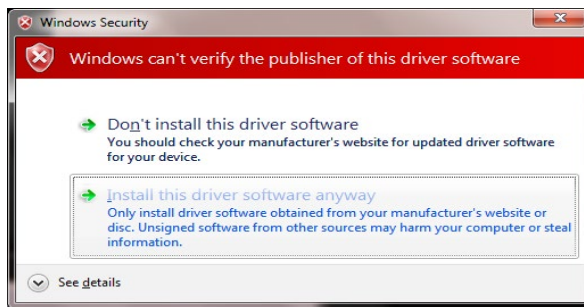 Windows Security
Windows can't verify the publisher of this driver software
Don't install this driver software
You should check your manufacturer's website for updated driver software
for your device.
Install this driver software anyway
Only install driver software obtained from your manufacturer's website or
disc. Unsigned software from other sources may harm your computer or steal
information.
See details